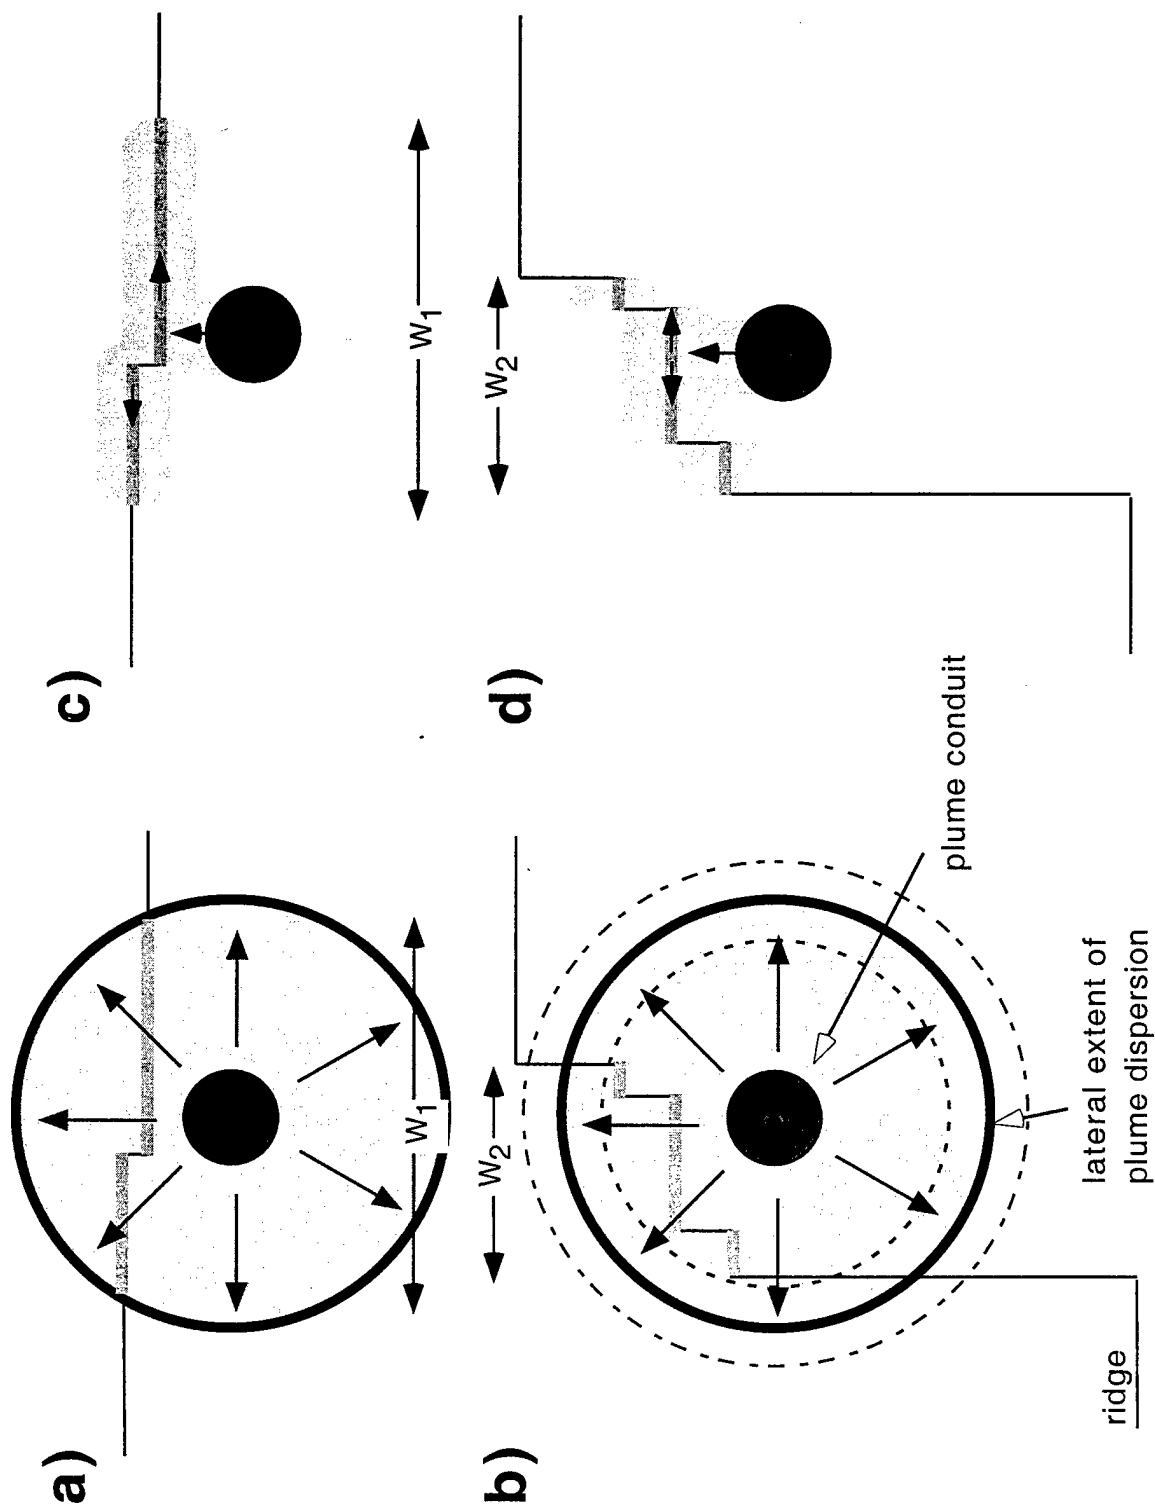 a)
W1
b)
W2
ridge
lateral extent of
plume dispersion
plume conduit
c)
W1
d)
W2